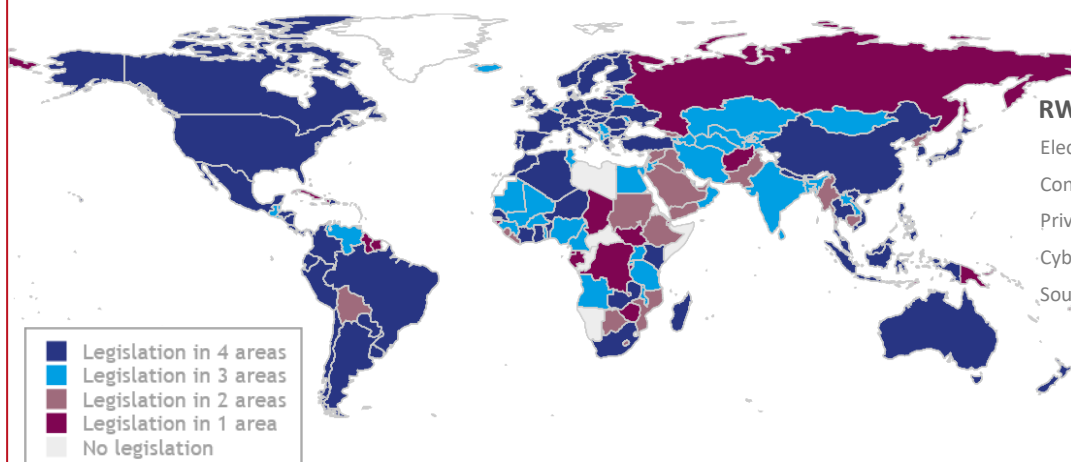 RW
Elec
Con
Priv
Cyb
Sou
Legislation in 4 areas
Legislation in 3 areas
Legislation in 2 areas
Legislation in 1 area
No legislation